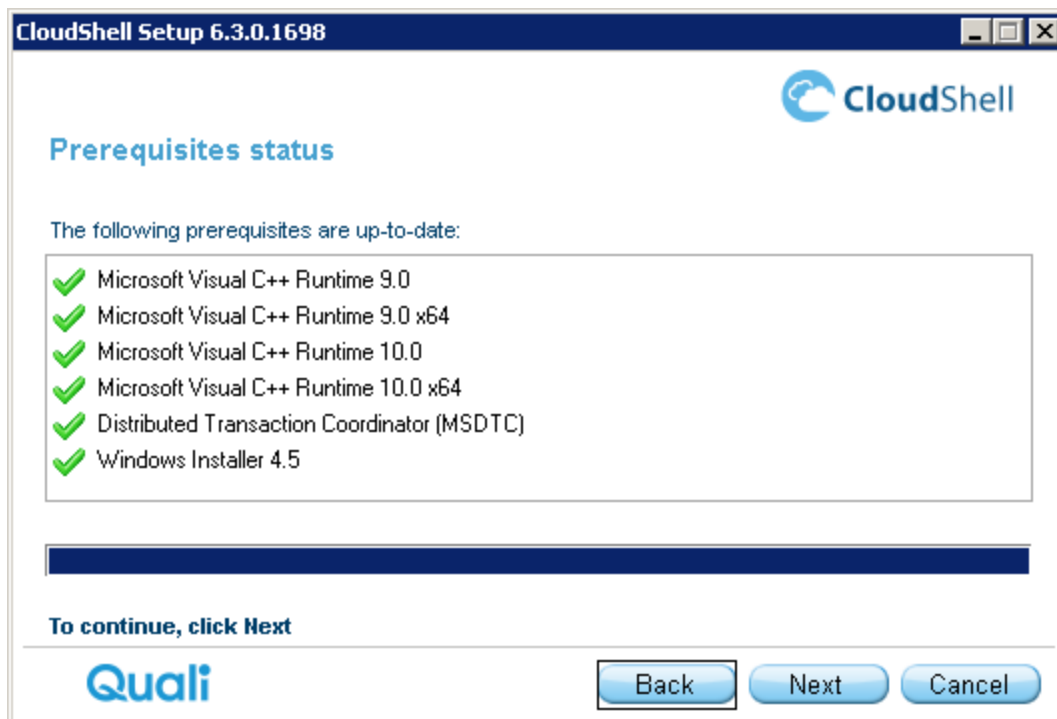 CloudShell Setup 6.3.0.1698
CloudShell
Prerequisites status
The following prerequisites are up-to-date:
Microsoft Visual C++ Runtime 9.0
Microsoft Visual C++ Runtime 9.0 x64
Microsoft Visual C++ Runtime 10.0
Microsoft Visual C++ Runtime 10.0 x64
Distributed Transaction Coordinator (MSDTC)
Windows Installer 4.5
To continue, click Next
Quali
Back Next Cancel